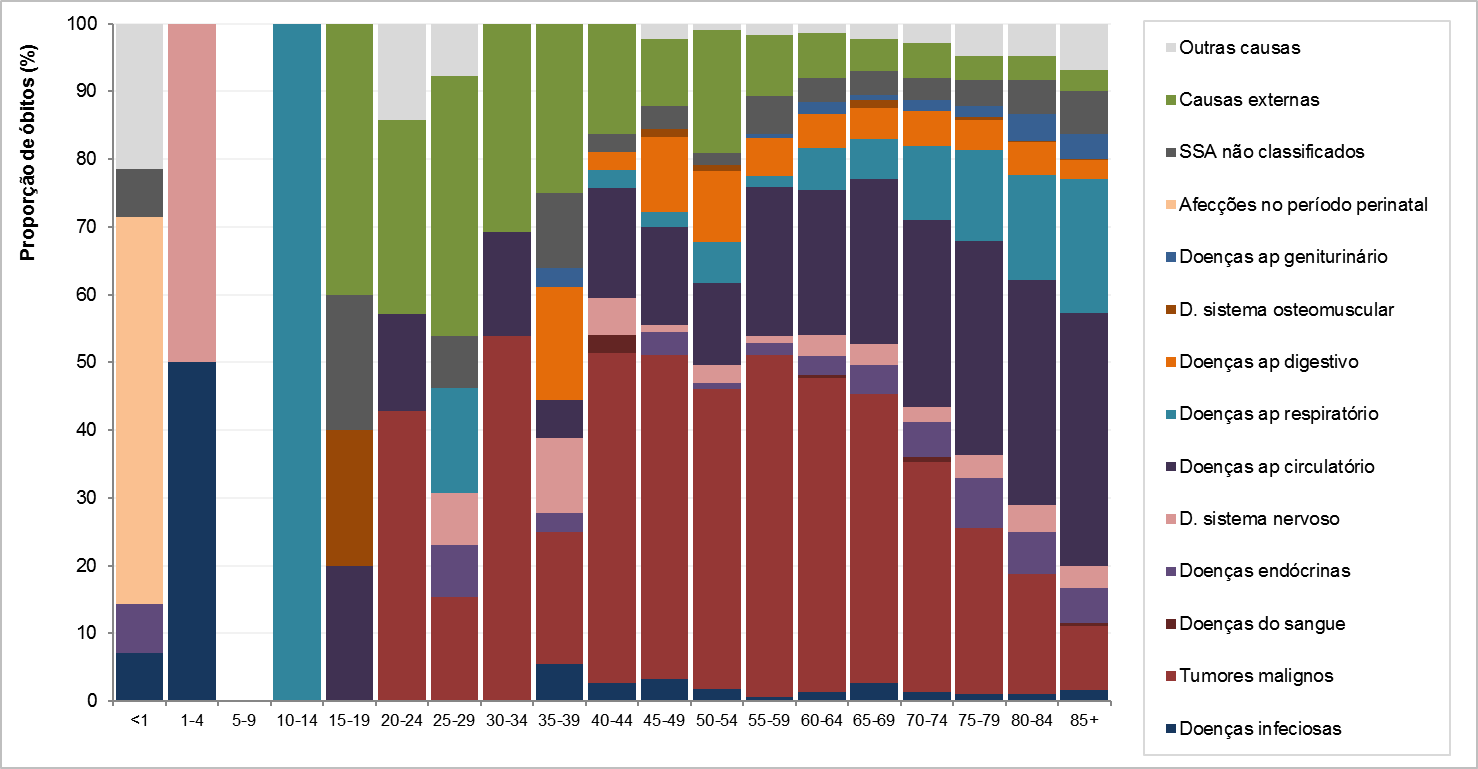 Proporção de óbitos (%)
100
90
80
70
60
50
40
30
20
10
0
<1 1-4 5-9 10-14 15-19 20-24 25-29 30-34 35-39 40-44 45-49 50-54 55-59 60-64 65-69 70-74 75-79 80-84 85+
Outras causas
Causas externas
SSA não classificados
Afecções no período perinatal
Doenças ap geniturinário
D. sistema osteomuscular
Doenças ap digestivo
Doenças ap respiratório
Doenças ap circulatório
D. sistema nervoso
Doenças endócrinas
Doenças do sangue
Tumores malignos
Doenças infeciosas